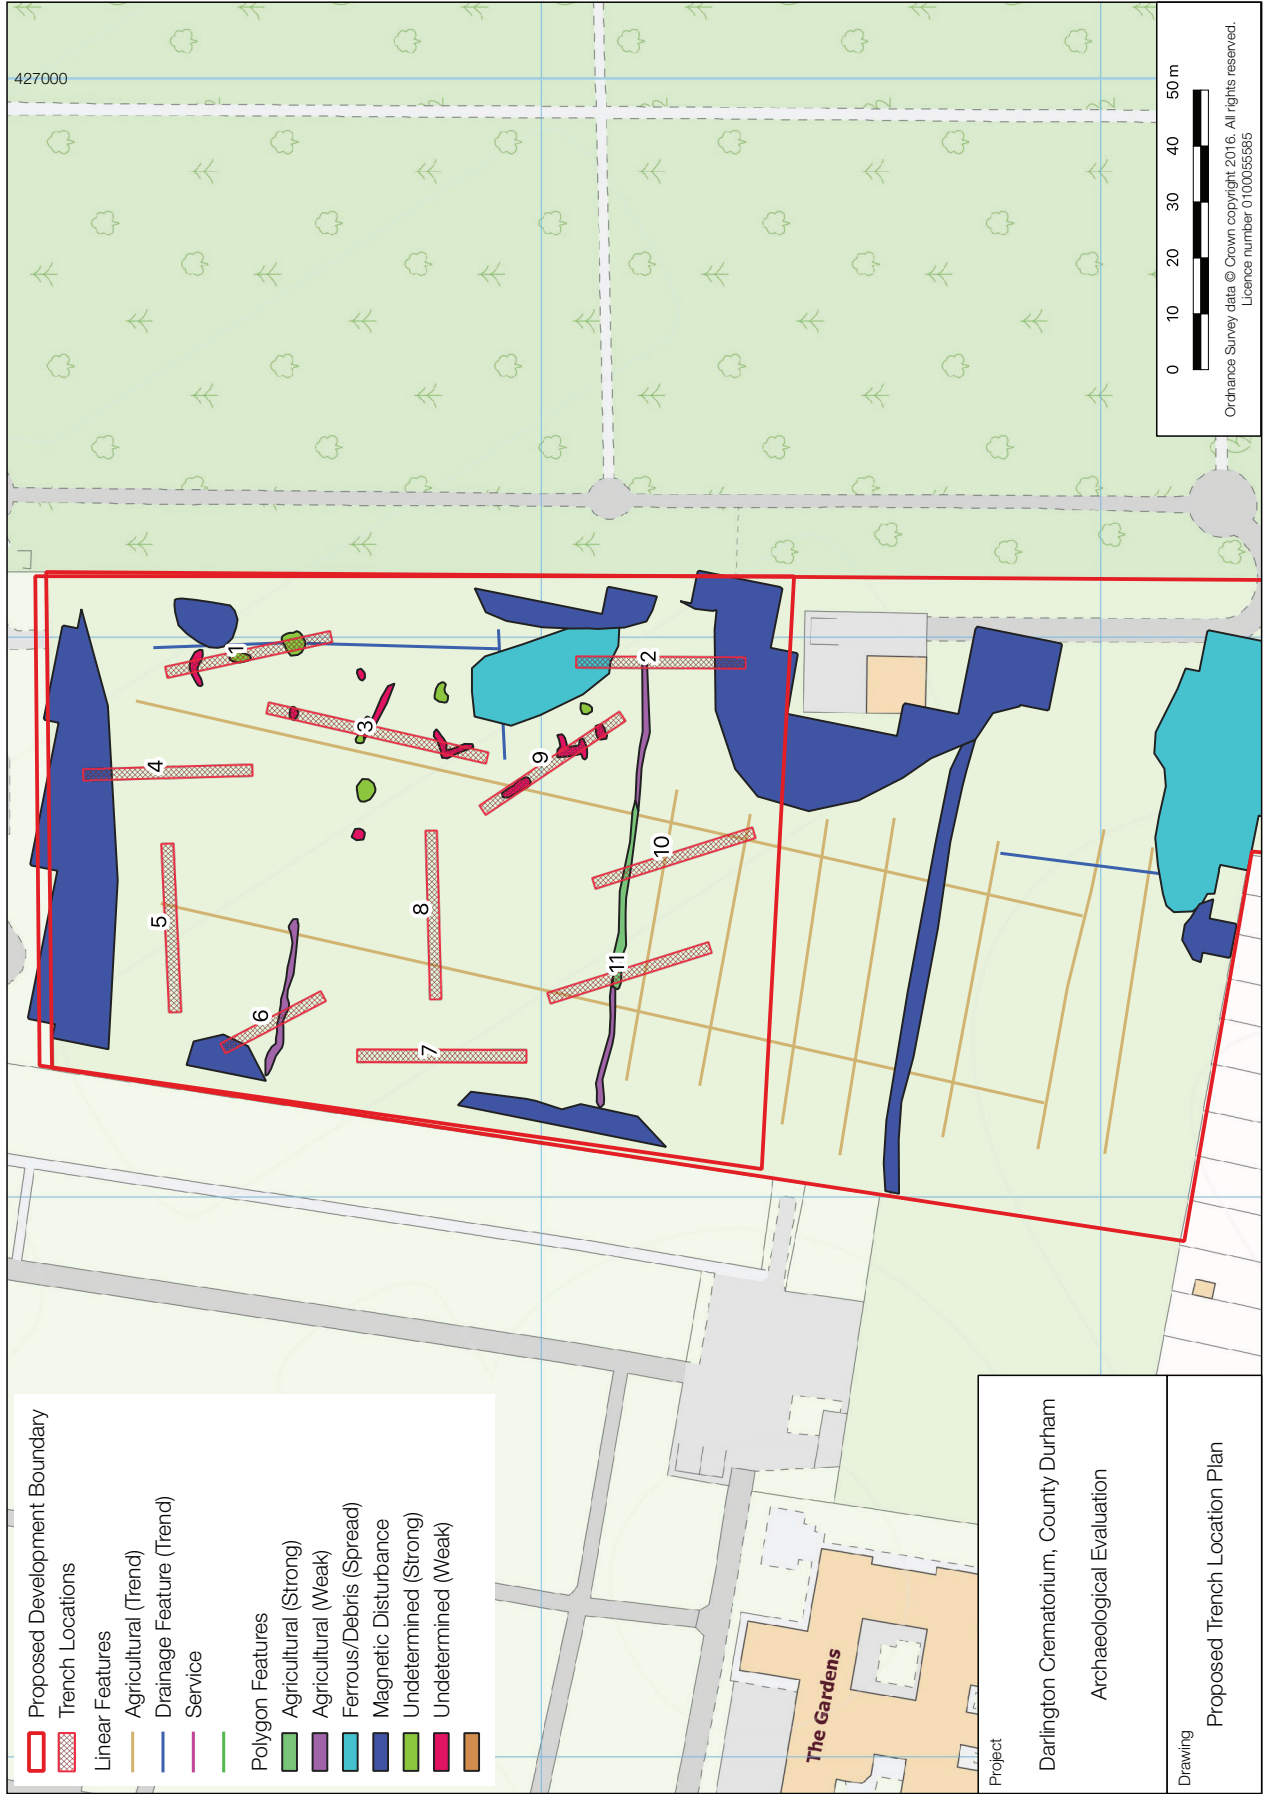 427000
Proposed Development Boundary
Trench Locations
Linear Features
Agricultural (Trend)
Drainage Feature (Trend)
Service
Polygon Features
Agricultural (Strong)
Agricultural (Weak)
Ferrous/Debris (Spread)
Magnetic Disturbance
Undetermined (Strong)
Undetermined (Weak)
1
2
3
4
5
6
7
8
9
10
11
The Gardens
0 10 20 30 40 50 m
Ordnance Survey data © Crown copyright 2016. All rights reserved.
Licence number 0100055585
Project
Darlington Crematorium, County Durham
Archaeological Evaluation
Drawing
Proposed Trench Location Plan